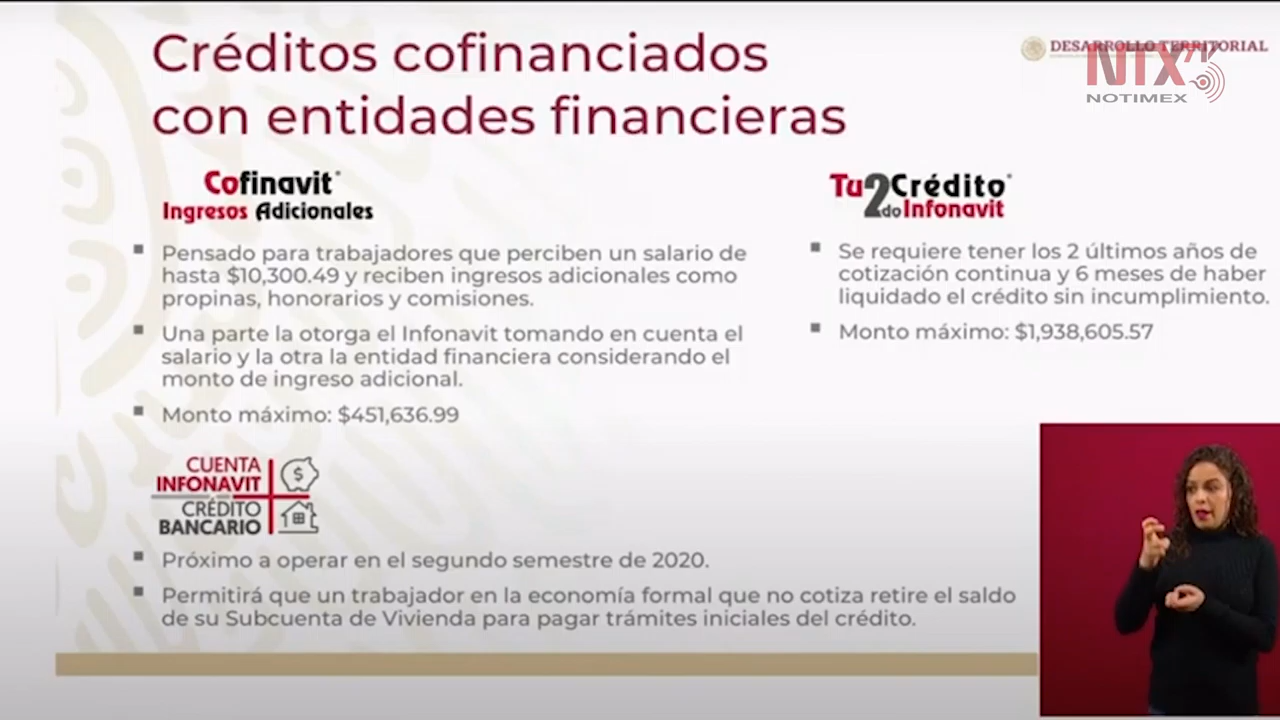 Créditos cofinanciados
con entidades financieras
DESARROLLO TERRITORIAL
NTX
NOTIMEX
Cofinavit
Ingresos Adicionales
Pensado para trabajadores que perciben un salario de
hasta $10,300.49 y reciben ingresos adicionales como
propinas, honorarios y comisiones.
Una parte la otorga el Infonavit tomando en cuenta el
salario y la otra la entidad financiera considerando el
monto de ingreso adicional.
Monto máximo: $451,636.99
Tu 2do Crédito
Infonavit
Se requiere tener los 2 últimos años de
cotización continua y 6 meses de haber
liquidado el crédito sin incumplimiento.
Monto máximo: $1,938,605.57
CUENTA
INFONAVIT
CRÉDITO
BANCARIO
$
Próximo a operar en el segundo semestre de 2020.
Permitirá que un trabajador en la economía formal que no cotiza retire el saldo
de su Subcuenta de Vivienda para pagar trámites iniciales del crédito.